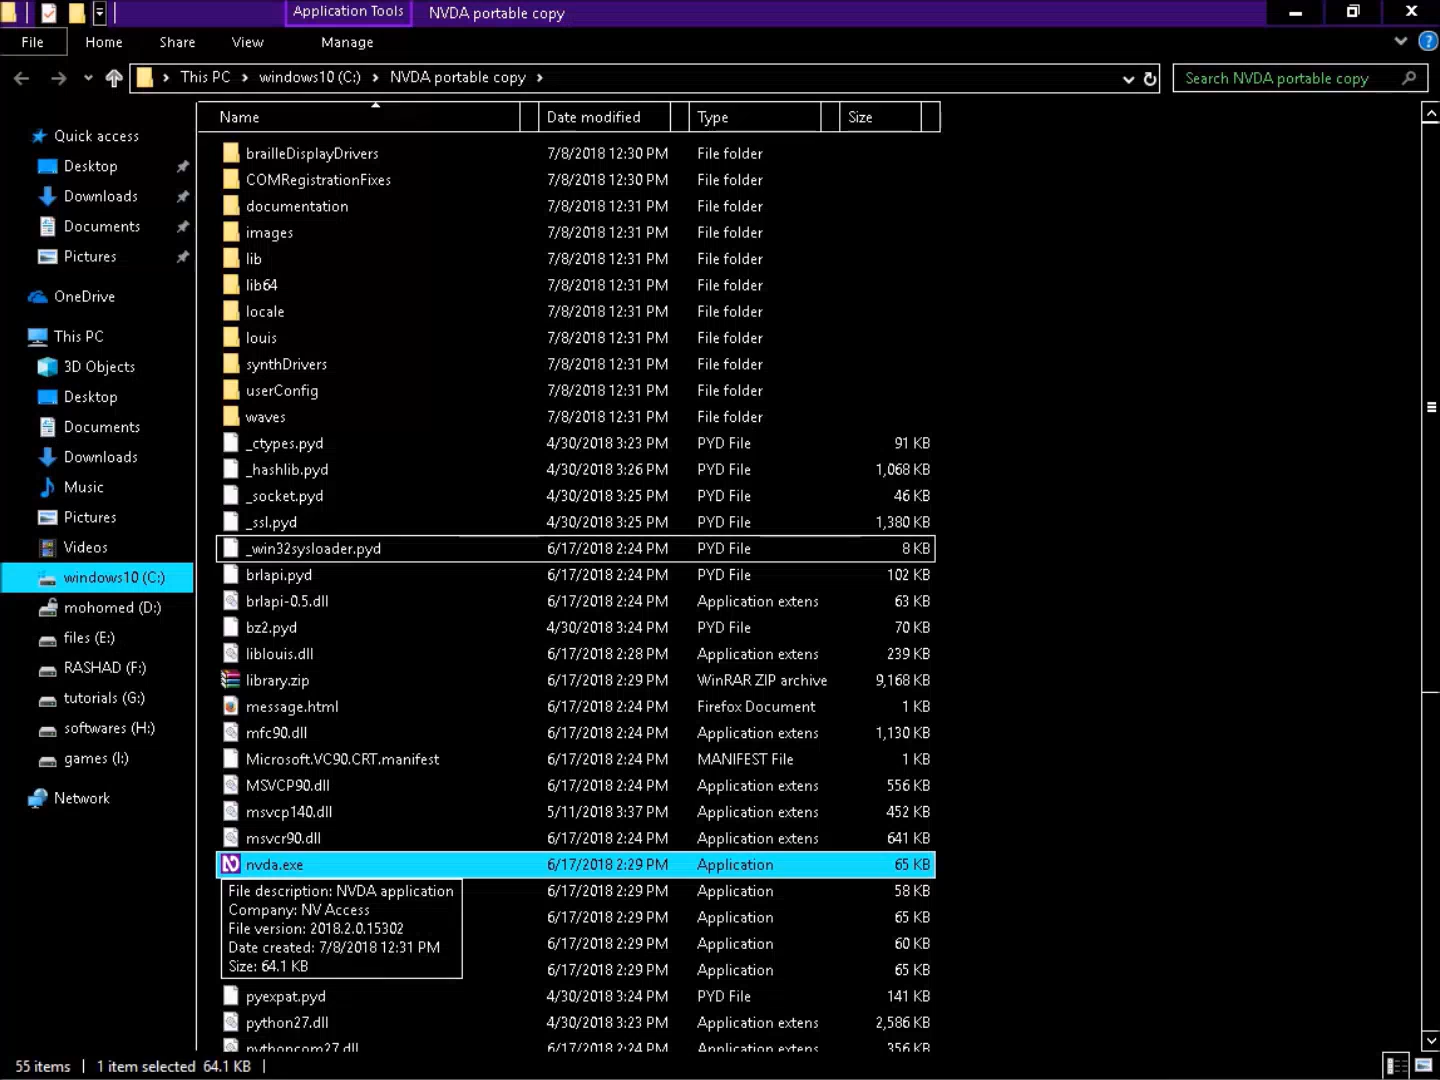 Application Tools NVDA portable copy
File Home Share View Manage
This PC windows10 (C:) NVDA portable copy Search NVDA portable copy
Name Date modified Type Size
Quick access
Desktop
Downloads
Documents
Pictures
OneDrive
This PC
3D Objects
Desktop
Documents
Downloads
Music
Pictures
Videos
windows10 (C:)
mohomed (D:)
files (E:)
RASHAD (F:)
tutorials (G:)
softwares (H:)
games (I:)
Network
brailleDisplayDrivers 7/8/2018 12:30 PM File folder
COMRegistrationFixes 7/8/2018 12:30 PM File folder
documentation 7/8/2018 12:31 PM File folder
images 7/8/2018 12:31 PM File folder
lib 7/8/2018 12:31 PM File folder
lib64 7/8/2018 12:31 PM File folder
locale 7/8/2018 12:31 PM File folder
louis 7/8/2018 12:31 PM File folder
synthDrivers 7/8/2018 12:31 PM File folder
userConfig 7/8/2018 12:31 PM File folder
waves 7/8/2018 12:31 PM File folder
_ctypes.pyd 4/30/2018 3:23 PM PYD File 91 KB
_hashlib.pyd 4/30/2018 3:26 PM PYD File 1,068 KB
_socket.pyd 4/30/2018 3:25 PM PYD File 46 KB
_ssl.pyd 4/30/2018 3:25 PM PYD File 1,380 KB
_win32sysloader.pyd 6/17/2018 2:24 PM PYD File 8 KB
brlapi.pyd 6/17/2018 2:24 PM PYD File 102 KB
brlapi-0.5.dll 6/17/2018 2:24 PM Application extens 63 KB
bz2.pyd 4/30/2018 3:24 PM PYD File 70 KB
liblouis.dll 6/17/2018 2:28 PM Application extens 239 KB
library.zip 6/17/2018 2:29 PM WinRAR ZIP archive 9,168 KB
message.html 6/17/2018 2:24 PM Firefox Document 1 KB
mfc90.dll 6/17/2018 2:24 PM Application extens 1,130 KB
Microsoft.VC90.CRT.manifest 6/17/2018 2:24 PM MANIFEST File 1 KB
MSVCP90.dll 6/17/2018 2:24 PM Application extens 556 KB
msvcp140.dll 5/11/2018 3:37 PM Application extens 452 KB
msvcr90.dll 6/17/2018 2:24 PM Application extens 641 KB
nvda.exe 6/17/2018 2:29 PM Application 65 KB
6/17/2018 2:29 PM Application 58 KB
6/17/2018 2:29 PM Application 65 KB
6/17/2018 2:29 PM Application 60 KB
6/17/2018 2:29 PM Application 65 KB
File description: NVDA application
Company: NV Access
File version: 2018.2.0.15302
Date created: 7/8/2018 12:31 PM
Size: 64.1 KB
pyexpat.pyd 4/30/2018 3:24 PM PYD File 141 KB
python27.dll 4/30/2018 3:23 PM Application extens 2,586 KB
pythoncom27.dll 6/17/2018 2:24 PM Application extens 356 KB
55 items 1 item selected 64.1 KB